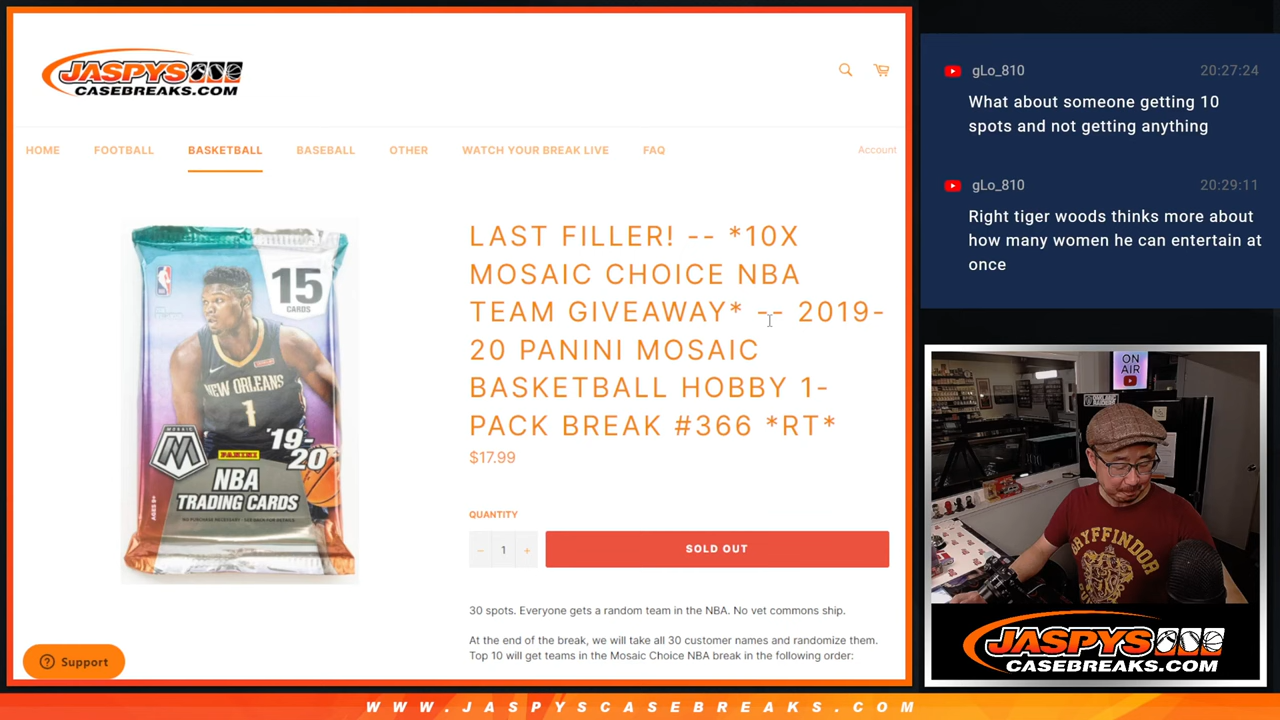 JASPYS
CASEBREAKS.COM
HOME FOOTBALL BASKETBALL BASEBALL OTHER WATCH YOUR BREAK LIVE FAQ Account
15
CARDS
NEW ORLEANS
1
MOSAIC
PANINI
19-
20
NBA
TRADING CARDS
LAST FILLER! -- *10X
MOSAIC CHOICE NBA
TEAM GIVEAWAY* -- 2019-
20 PANINI MOSAIC
BASKETBALL HOBBY 1-
PACK BREAK #366 *RT*
$17.99
QUANTITY
− 1 +
SOLD OUT
30 spots. Everyone gets a random team in the NBA. No vet commons ship.
At the end of the break, we will take all 30 customer names and randomize them.
Top 10 will get teams in the Mosaic Choice NBA break in the following order:
Support
gLo_810 20:27:24
What about someone getting 10
spots and not getting anything
gLo_810 20:29:11
Right tiger woods thinks more about
how many women he can entertain at
once
ON
AIR
GRYFFINDOR
JASPYS
CASEBREAKS.COM
WWW.JASPYSCASEBREAKS.COM